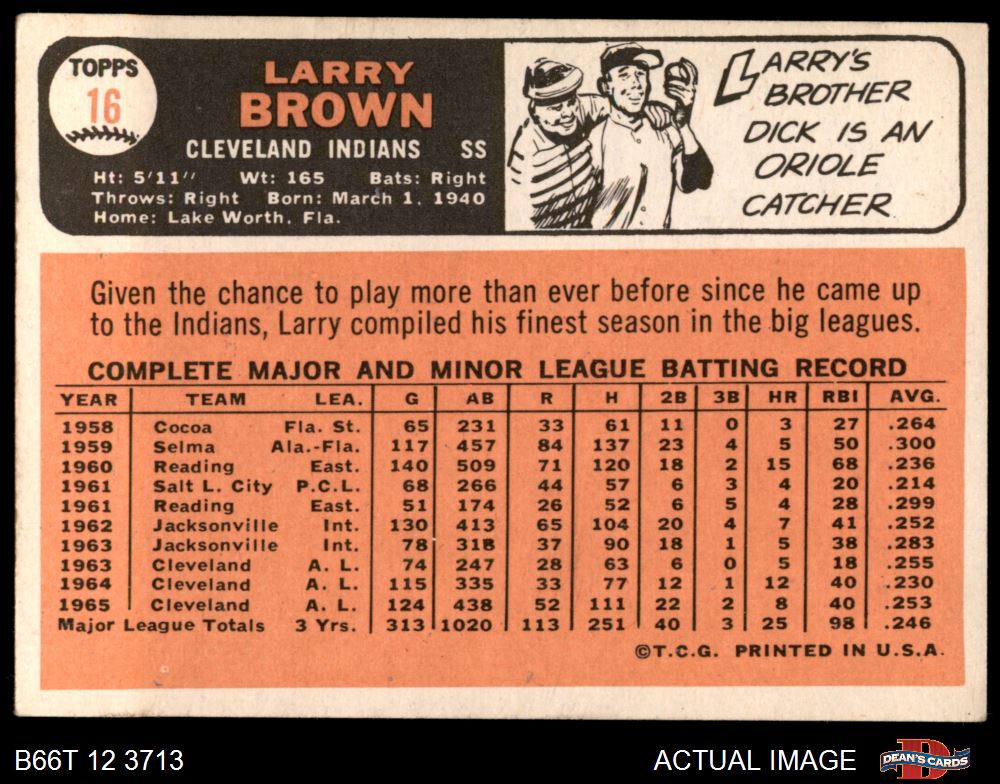 TOPPS
16
LARRY
BROWN
CLEVELAND INDIANS SS
Ht: 5'11" Wt: 165 Bats: Right
Throws: Right Born: March 1, 1940
Home: Lake Worth, Fla.
LARRY'S
BROTHER
DICK IS AN
ORIOLE
CATCHER
Given the chance to play more than ever before since he came up
to the Indians, Larry compiled his finest season in the big leagues.
COMPLETE MAJOR AND MINOR LEAGUE BATTING RECORD
YEAR TEAM LEA. G AB R H 2B 3B HR RBI AVG.
1958 Cocoa Fla. St. 65 231 33 61 11 0 3 27 .264
1959 Selma Ala.-Fla. 117 457 84 137 23 4 5 50 .300
1960 Reading East. 140 509 71 120 18 2 15 68 .236
1961 Salt L. City P.C.L. 68 266 44 57 6 3 4 20 .214
1961 Reading East. 51 174 26 52 6 5 4 28 .299
1962 Jacksonville Int. 130 413 65 104 20 4 7 41 .252
1963 Jacksonville Int. 78 318 37 90 18 1 5 38 .283
1963 Cleveland A. L. 74 247 28 63 6 0 5 18 .255
1964 Cleveland A. L. 115 335 33 77 12 1 12 40 .230
1965 Cleveland A. L. 124 438 52 111 22 2 8 40 .253
Major League Totals 3 Yrs. 313 1020 113 251 40 3 25 98 .246
©T.C.G. PRINTED IN U.S.A.
B66T 12 3713
ACTUAL IMAGE
D
DEAN'S CARDS